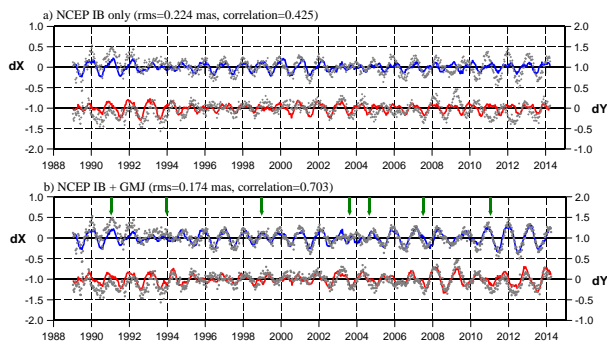 a) NCEP IB only (rms=0.224 mas, correlation=0.425)
1.0 2.0
0.5 1.5
dX 0.0 1.0
-0.5 0.5
-1.0 0 dY
-1.5 -0.5
-2.0 -1.0
1988 1990 1992 1994 1996 1998 2000 2002 2004 2006 2008 2010 2012 2014
b) NCEP IB + GMJ (rms=0.174 mas, correlation=0.703)
1.0 2.0
0.5 1.5
dX 0.0 1.0
-0.5 0.5
-1.0 0 dY
-1.5 -0.5
-2.0 -1.0
1988 1990 1992 1994 1996 1998 2000 2002 2004 2006 2008 2010 2012 2014